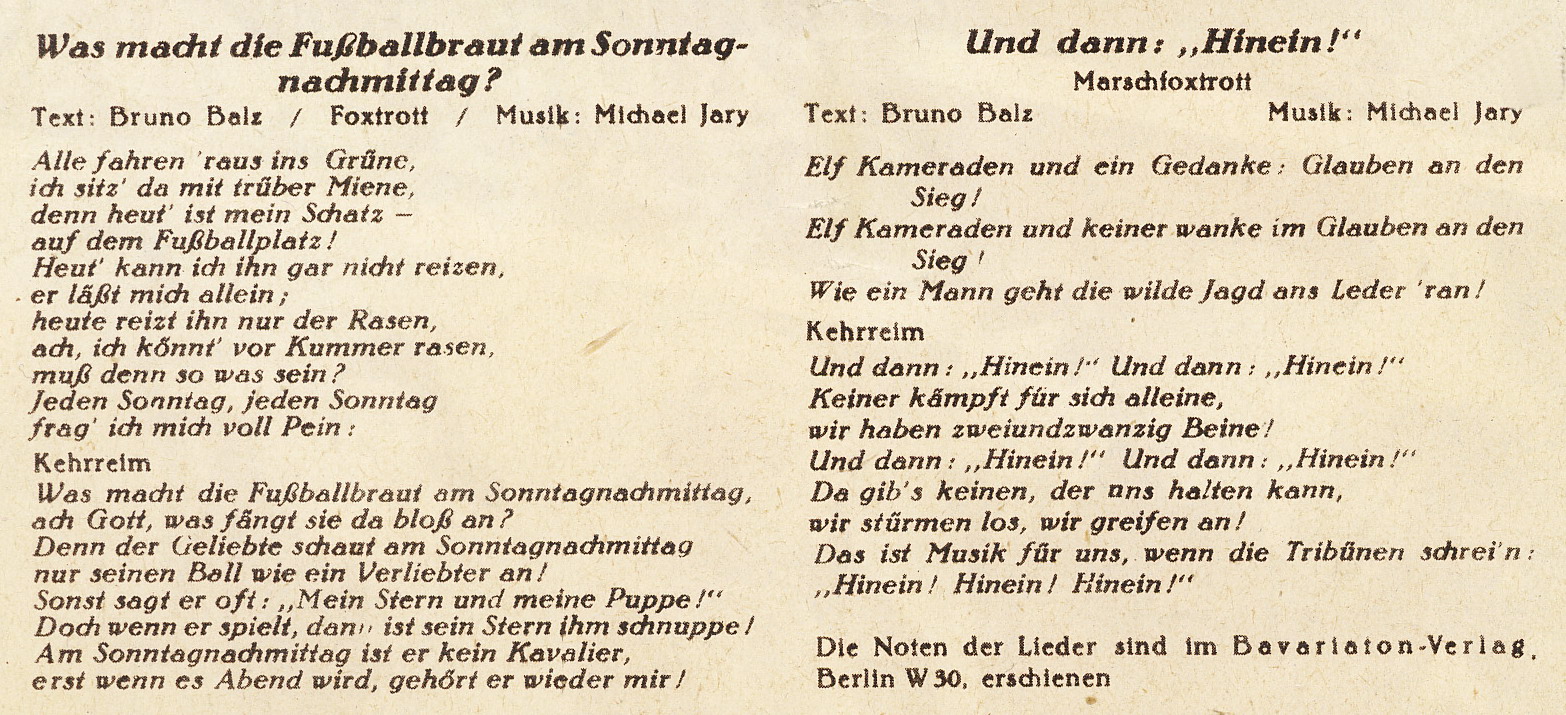 Was macht die Fußballbraut am Sonntag-
nachmittag?
Text: Bruno Balz / Foxtrott / Musik: Michael Jary
Alle fahren 'raus ins Grüne,
ich sitz' da mit trüber Miene,
denn heut' ist mein Schatz —
auf dem Fußballplatz!
Heut' kann ich ihn gar nicht reizen,
er läßt mich allein;
heute reizt ihn nur der Rasen,
ach, ich könnt' vor Kummer rasen,
muß denn so was sein?
Jeden Sonntag, jeden Sonntag
frag' ich mich voll Pein:
Kehrreim
Was macht die Fußballbraut am Sonntagnachmittag,
ach Gott, was fängt sie da bloß an?
Denn der Geliebte schaut am Sonntagnachmittag
nur seinen Ball wie ein Verliebter an!
Sonst sagt er oft: „Mein Stern und meine Puppe!“
Doch wenn er spielt, dann ist sein Stern ihm schnuppe!
Am Sonntagnachmittag ist er kein Kavalier,
erst wenn es Abend wird, gehört er wieder mir!
Und dann: „Hinein!“
Marschfoxtrott
Text: Bruno Balz Musik: Michael Jary
Elf Kameraden und ein Gedanke: Glauben an den
Sieg!
Elf Kameraden und keiner wanke im Glauben an den
Sieg!
Wie ein Mann geht die wilde Jagd ans Leder 'ran!
Kehrreim
Und dann: „Hinein!“ Und dann: „Hinein!“
Keiner kämpft für sich alleine,
wir haben zweiundzwanzig Beine!
Und dann: „Hinein!“ Und dann: „Hinein!“
Da gib's keinen, der uns halten kann,
wir stürmen los, wir greifen an!
Das ist Musik für uns, wenn die Tribünen schrei'n:
„Hinein! Hinein! Hinein!“
Die Noten der Lieder sind im Bavariaton-Verlag,
Berlin W 30, erschienen